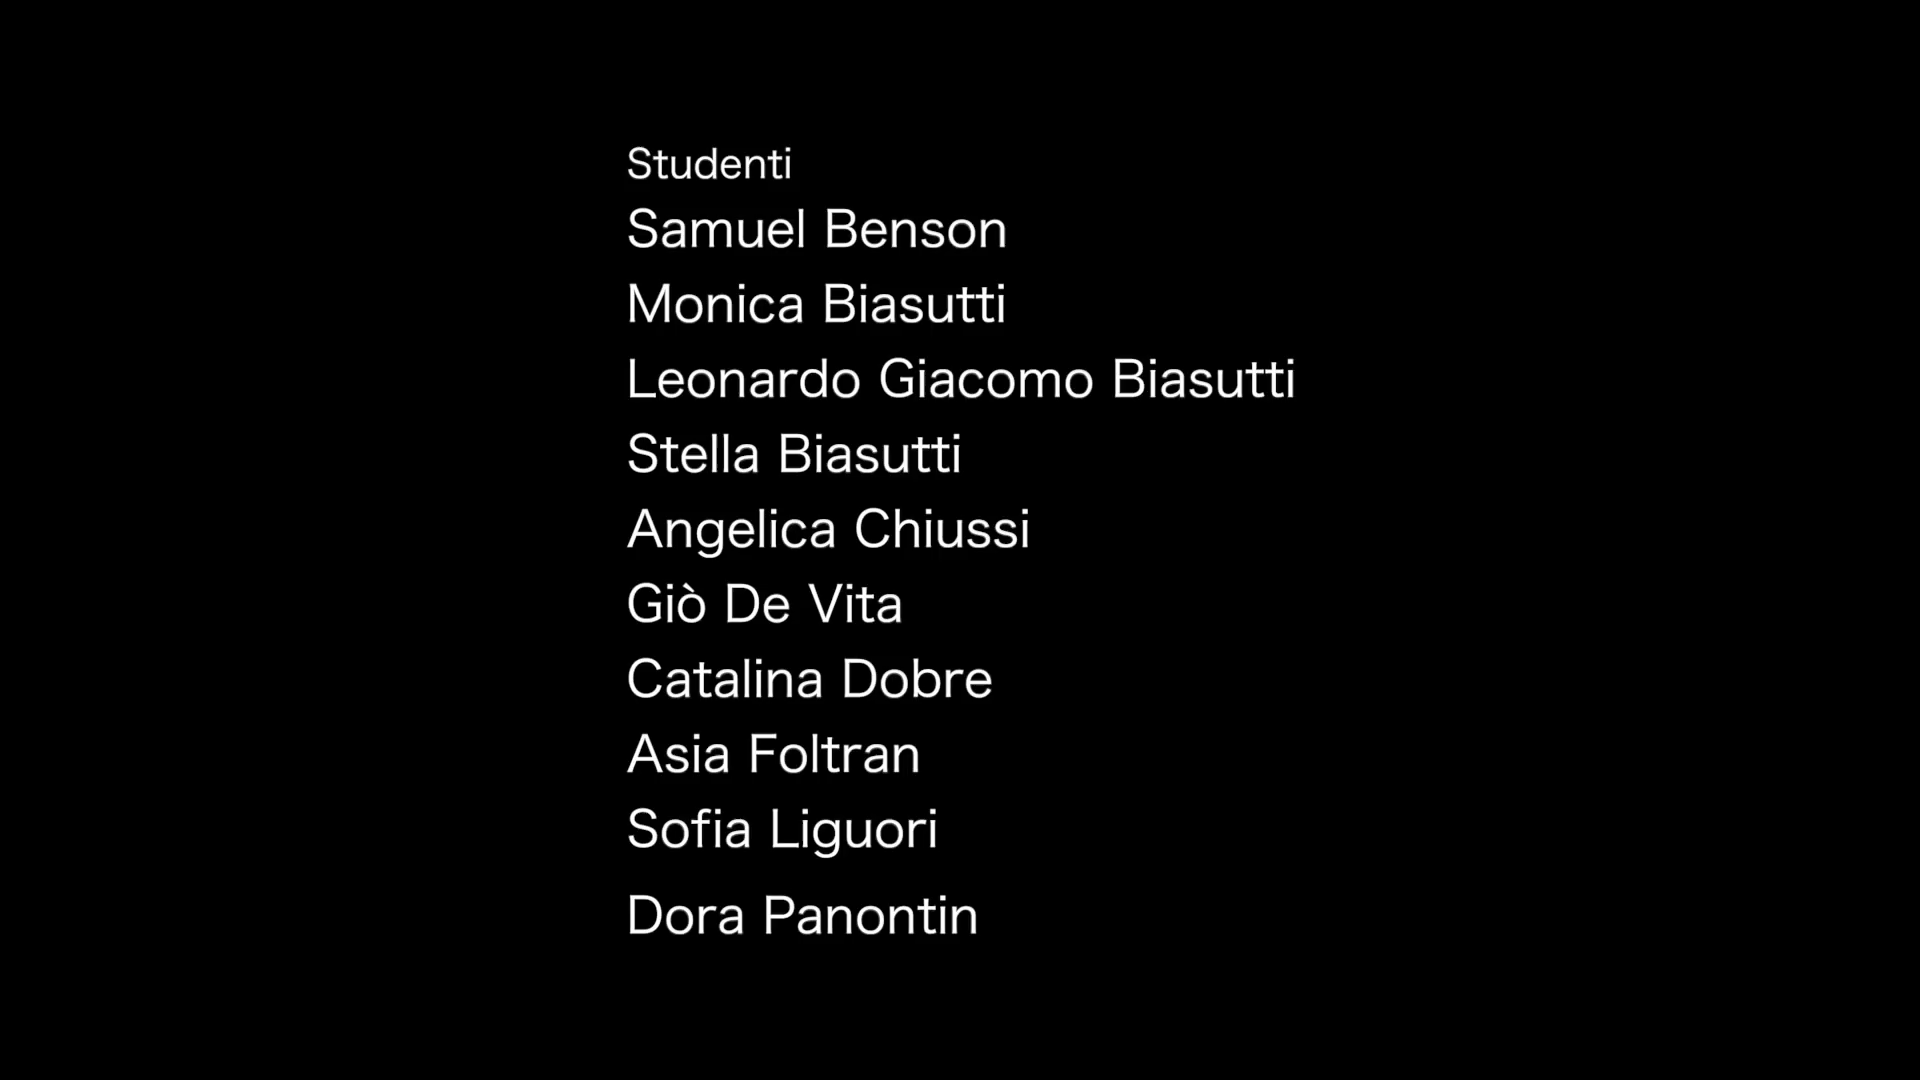 Studenti
Samuel Benson
Monica Biasutti
Leonardo Giacomo Biasutti
Stella Biasutti
Angelica Chiussi
Giò De Vita
Catalina Dobre
Asia Foltran
Sofia Liguori
Dora Panontin